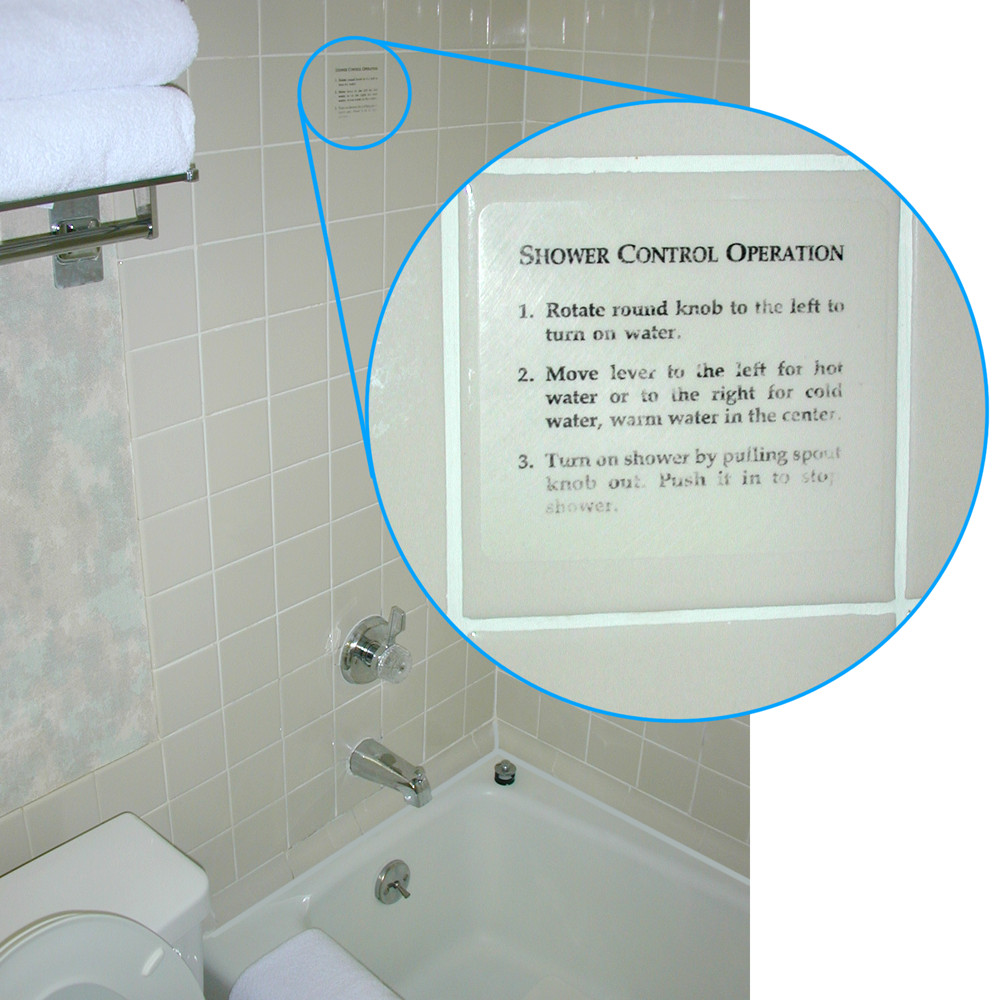 SHOWER CONTROL OPERATION
1. Rotate round knob to the left to
turn on water.
2. Move lever to the left for hot
water or to the right for cold
water, warm water in the center.
3. Turn on shower by pulling spout
knob out. Push it in to stop
shower.